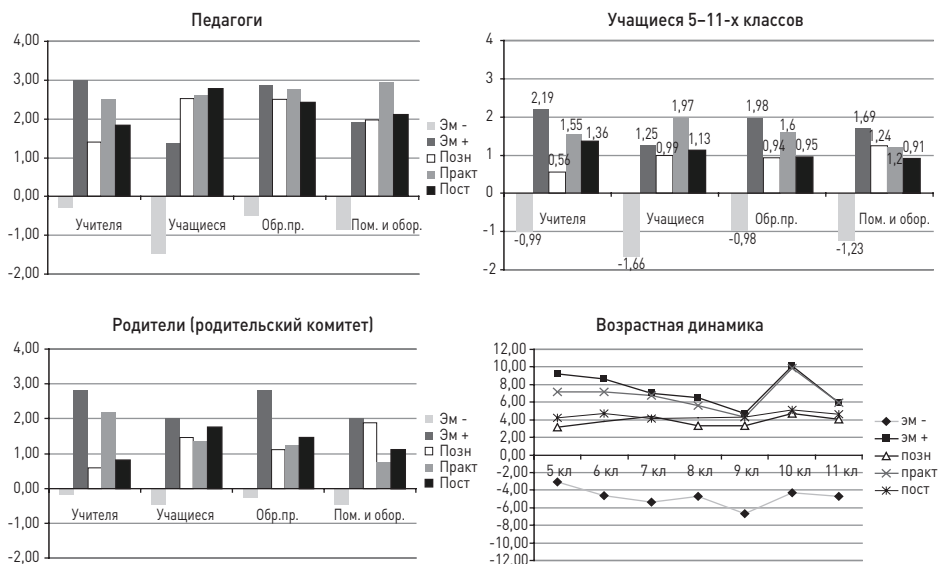 Педагоги
4,00
3,00
2,00
1,00
0,00
-1,00
-2,00
Учителя
Учащиеся
Обр.пр.
Пом. и обор.
Эм -
Эм +
Позн
Практ
Пост
Учащиеся 5–11-х классов
4
3
2
1
0
-1
-2
2,19
0,56
1,55
1,36
-0,99
1,25
0,99
1,97
1,13
-1,66
1,98
0,94
1,6
0,95
-0,98
1,69
1,24
1,2
0,91
-1,23
Учителя
Учащиеся
Обр.пр.
Пом. и обор.
Родители (родительский комитет)
4,00
3,00
2,00
1,00
0,00
-1,00
-2,00
Учителя
Учащиеся
Обр.пр.
Пом. и обор.
Эм -
Эм +
Позн
Практ
Пост
Возрастная динамика
12,00
10,00
8,00
6,00
4,00
2,00
0,00
-2,00
-4,00
-6,00
-8,00
-10,00
-12,00
5 кл
6 кл
7 кл
8 кл
9 кл
10 кл
11 кл
эм -
эм +
позн
практ
пост